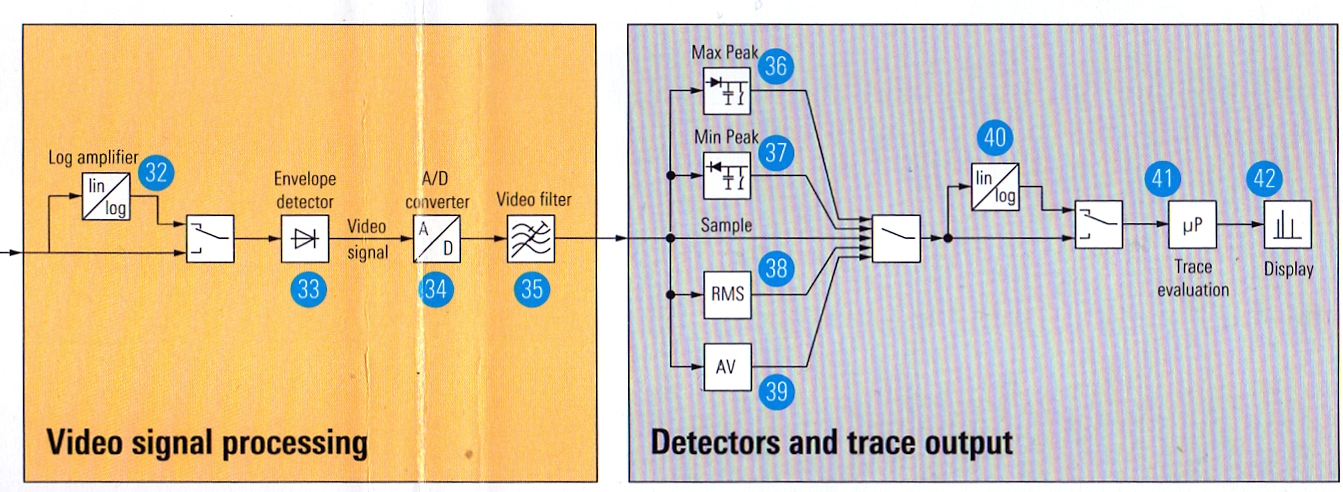 Log amplifier
32
lin
log
Envelope
detector
33
Video
signal
A/D
converter
A
D
34
Video filter
35
Video signal processing
Max Peak
36
Min Peak
37
Sample
RMS
38
AV
39
40
lin
log
41
µP
Trace
evaluation
42
Display
Detectors and trace output